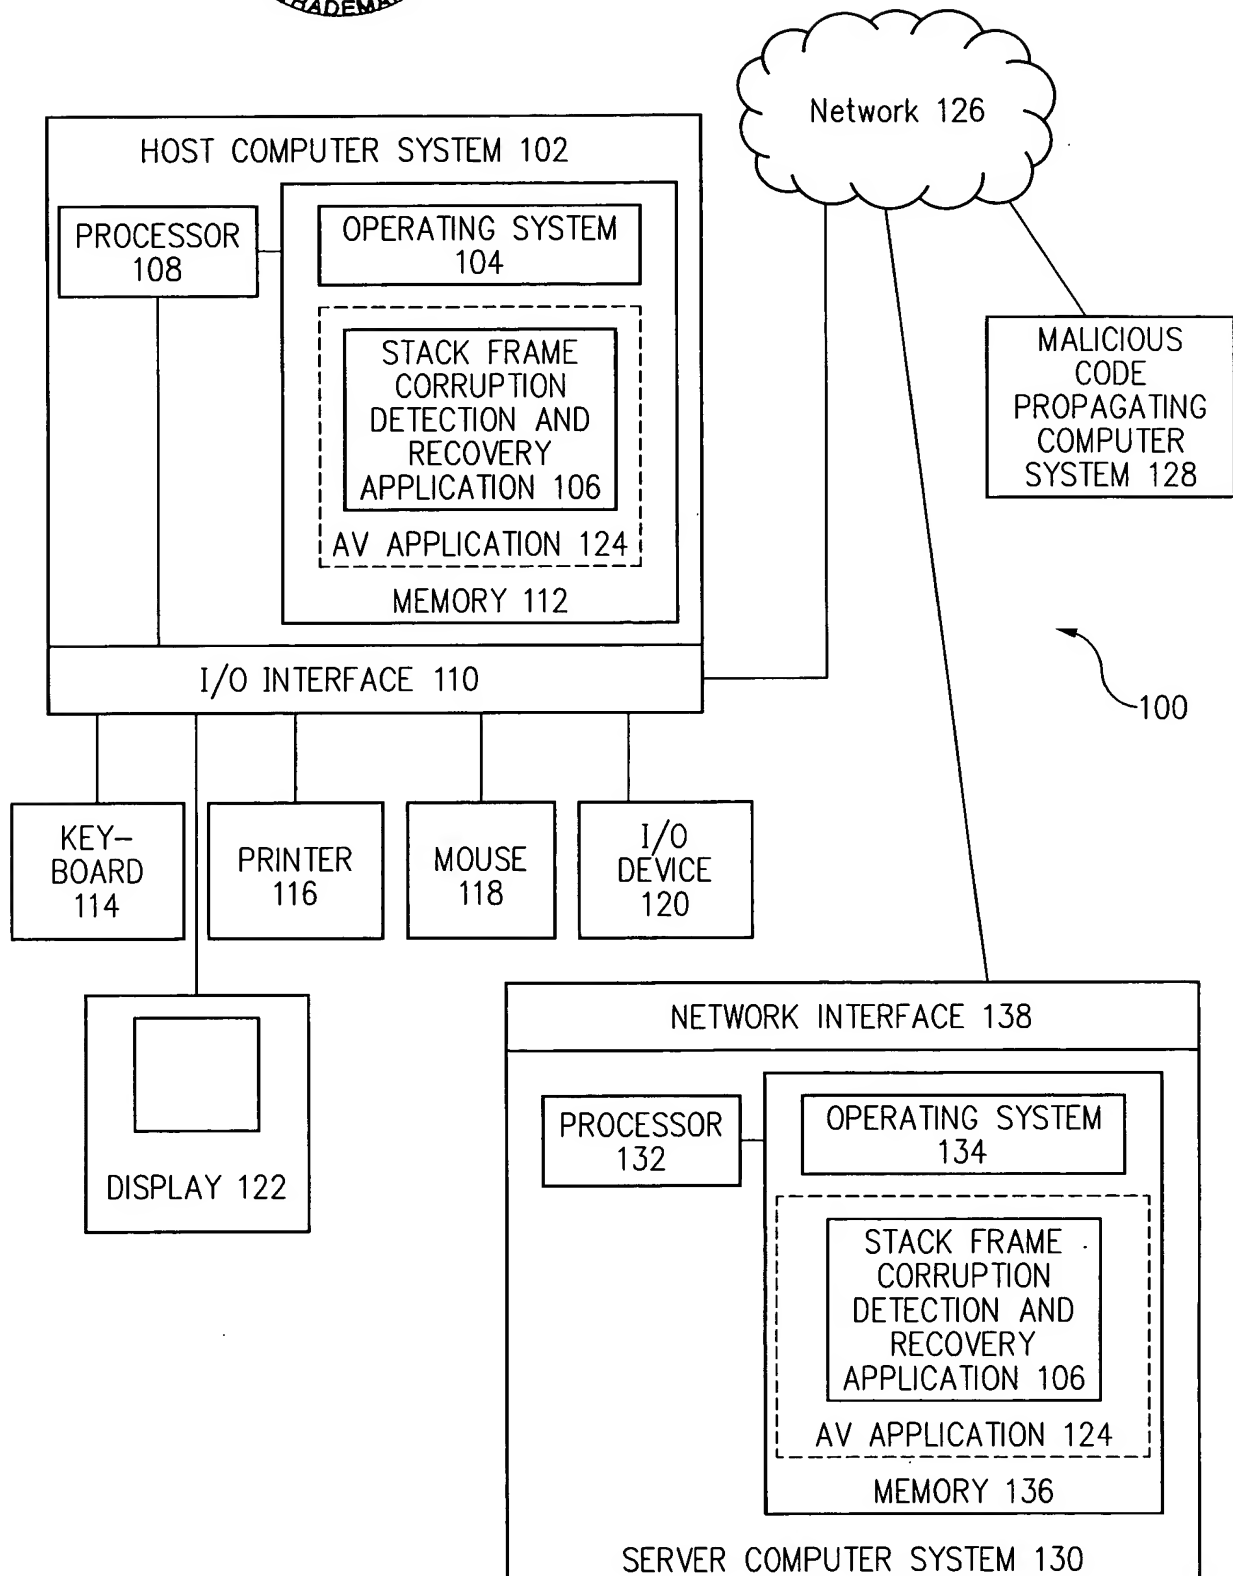 TRADEMA
Network 126
HOST COMPUTER SYSTEM 102
PROCESSOR
108
OPERATING SYSTEM
104
STACK FRAME
CORRUPTION
DETECTION AND
RECOVERY
APPLICATION 106
AV APPLICATION 124
MEMORY 112
I/O INTERFACE 110
MALICIOUS
CODE
PROPAGATING
COMPUTER
SYSTEM 128
100
KEY-
BOARD
114
PRINTER
116
MOUSE
118
I/O
DEVICE
120
DISPLAY 122
NETWORK INTERFACE 138
PROCESSOR
132
OPERATING SYSTEM
134
STACK FRAME
CORRUPTION
DETECTION AND
RECOVERY
APPLICATION 106
AV APPLICATION 124
MEMORY 136
SERVER COMPUTER SYSTEM 130